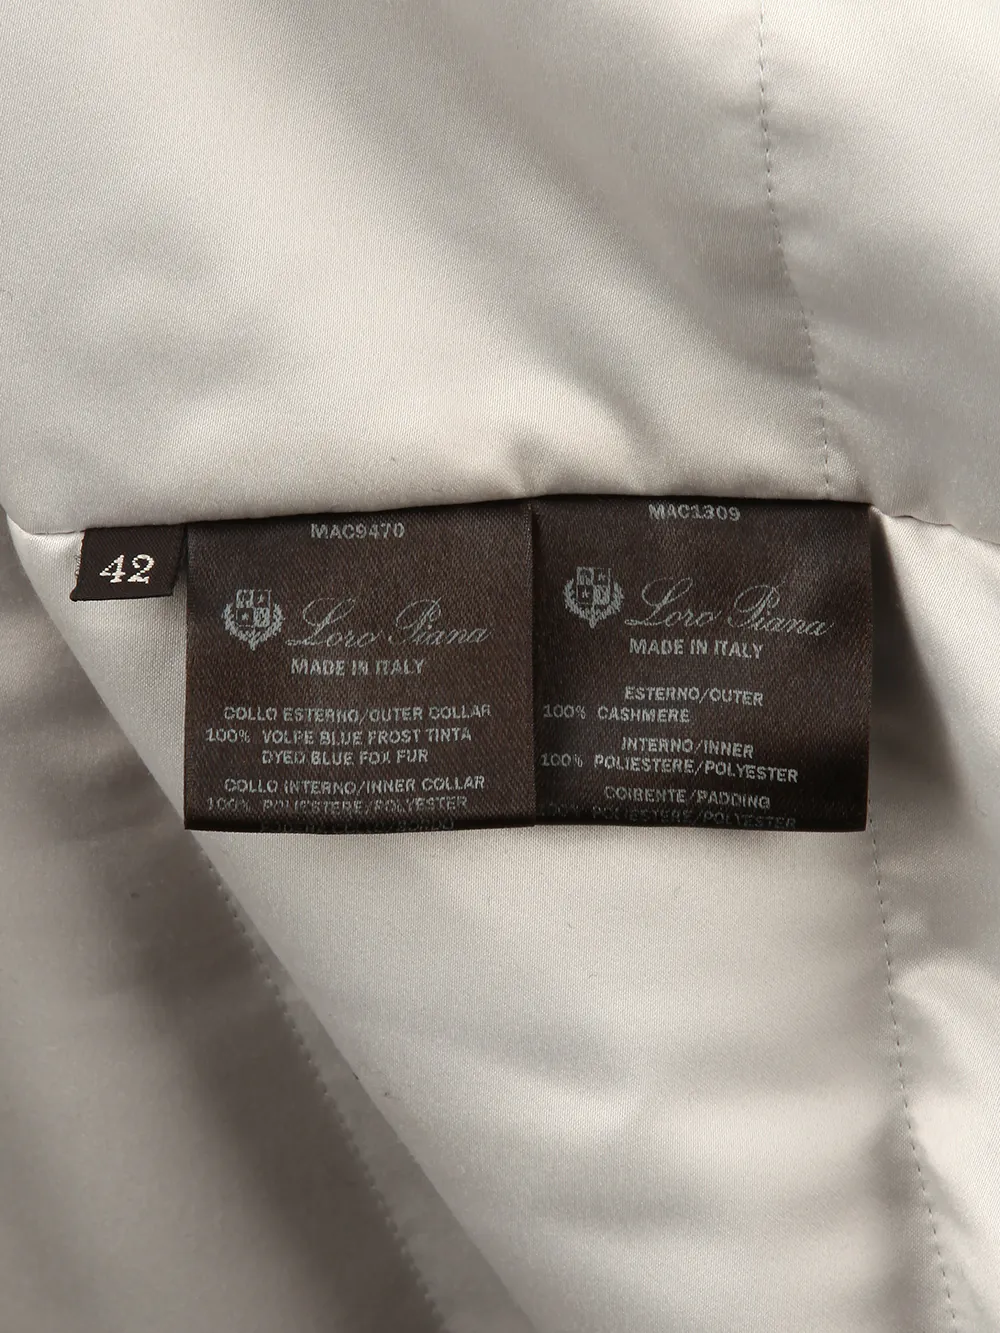 42
MAC9470
Loro Piana
MADE IN ITALY
COLLO ESTERNO/OUTER COLLAR
100% VOLPE BLUE FROST TINTA
DYED BLUE FOX FUR
COLLO INTERNO/INNER COLLAR
100% POLIESTERE/POLYESTER
MAC1309
Loro Piana
MADE IN ITALY
ESTERNO/OUTER
100% CASHMERE
INTERNO/INNER
100% POLIESTERE/POLYESTER
COIBENTE/PADDING
POLIESTERE/POLYESTER